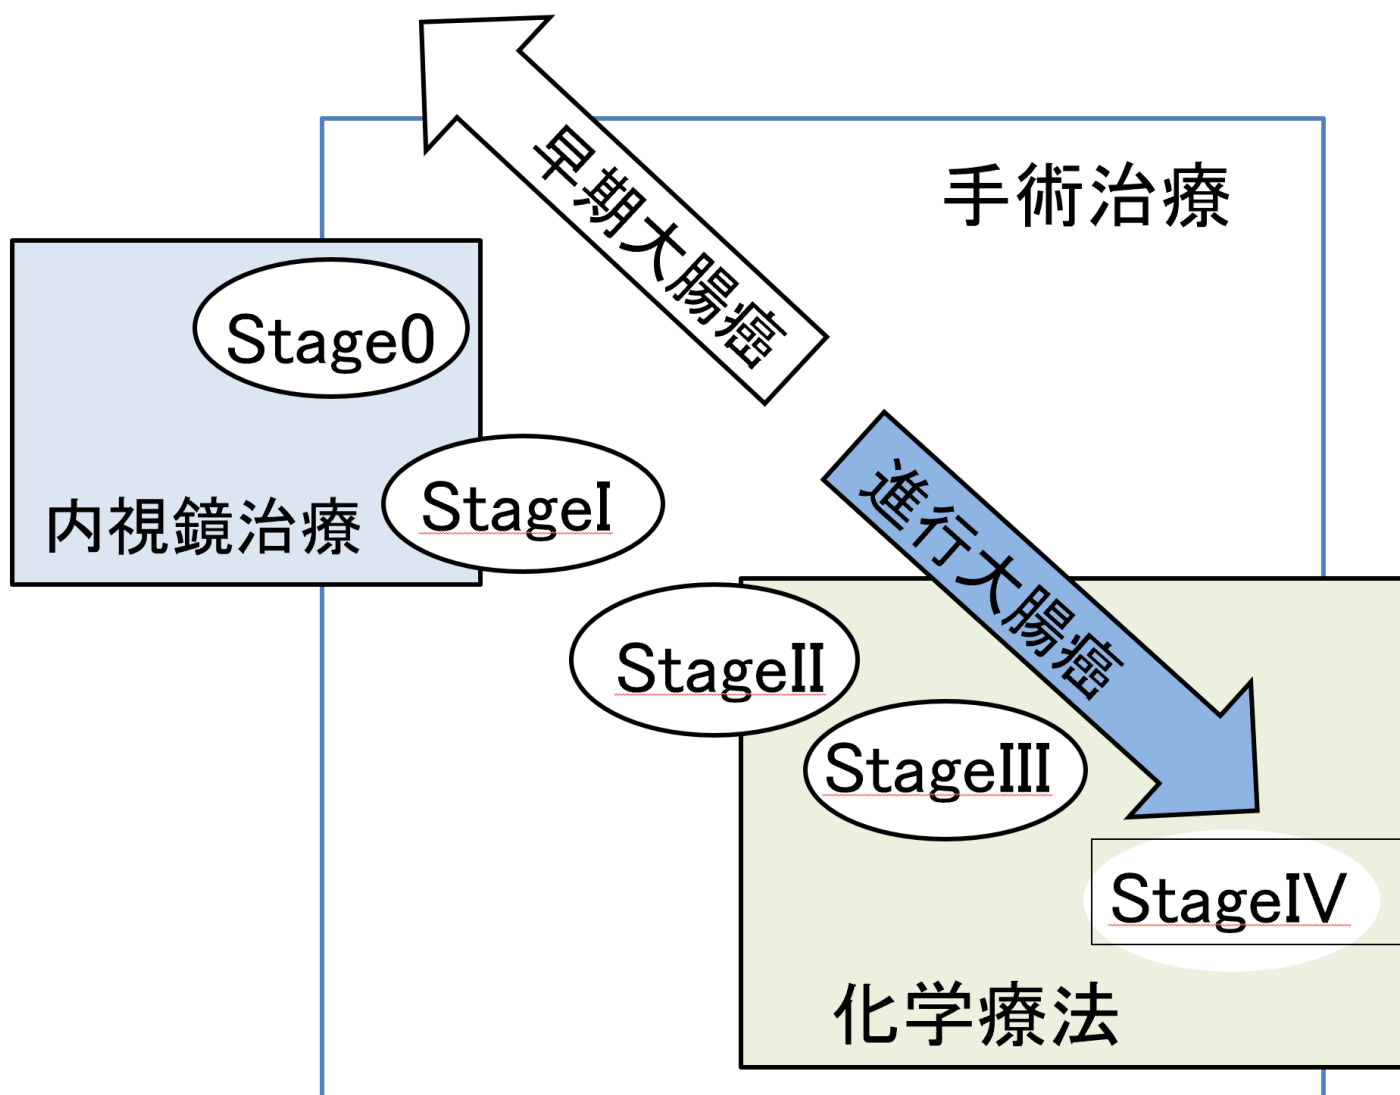 早期大腸癌
手術治療
Stage0
StageI
内視鏡治療
進行大腸癌
StageII
StageIII
StageIV
化学療法